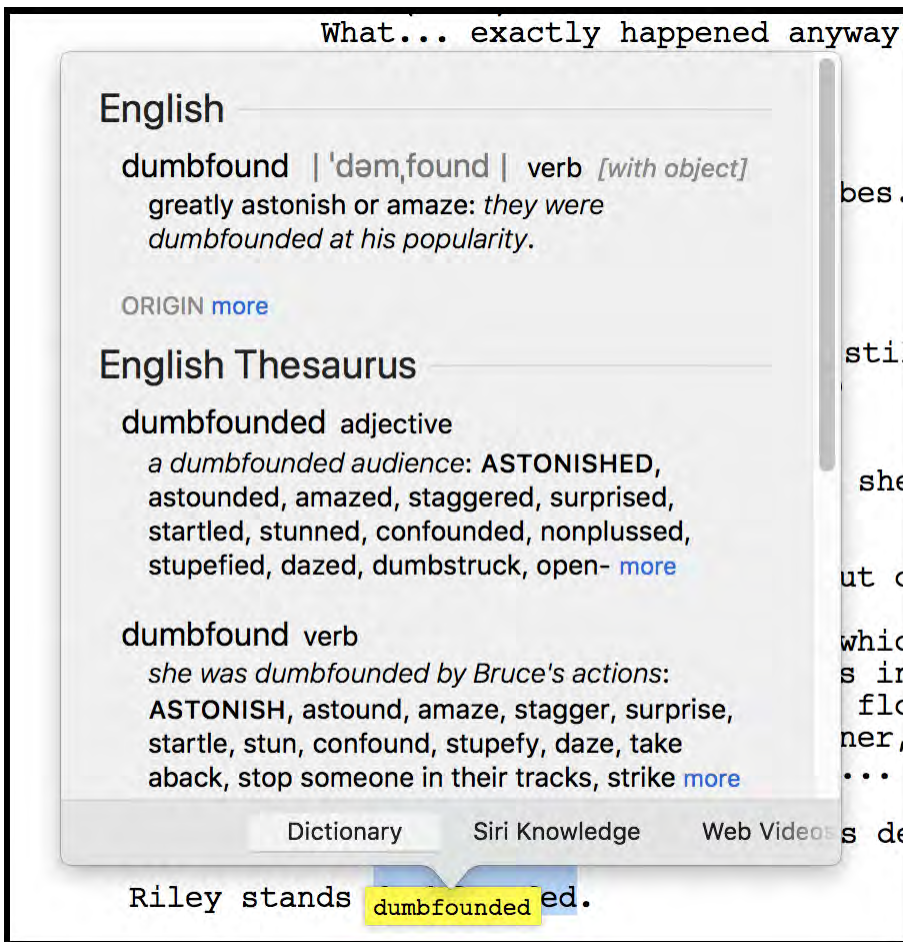 What... exactly happened anyway
English
dumbfound | ˈdəmˌfound | verb [with object]
greatly astonish or amaze: they were
dumbfounded at his popularity.
ORIGIN more
English Thesaurus
dumbfounded adjective
a dumbfounded audience: ASTONISHED,
astounded, amazed, staggered, surprised,
startled, stunned, confounded, nonplussed,
stupefied, dazed, dumbstruck, open- more
dumbfound verb
she was dumbfounded by Bruce's actions:
ASTONISH, astound, amaze, stagger, surprise,
startle, stun, confound, stupefy, daze, take
aback, stop someone in their tracks, strike more
Dictionary Siri Knowledge Web Videos
Riley stands dumbfounded.
dumbfounded